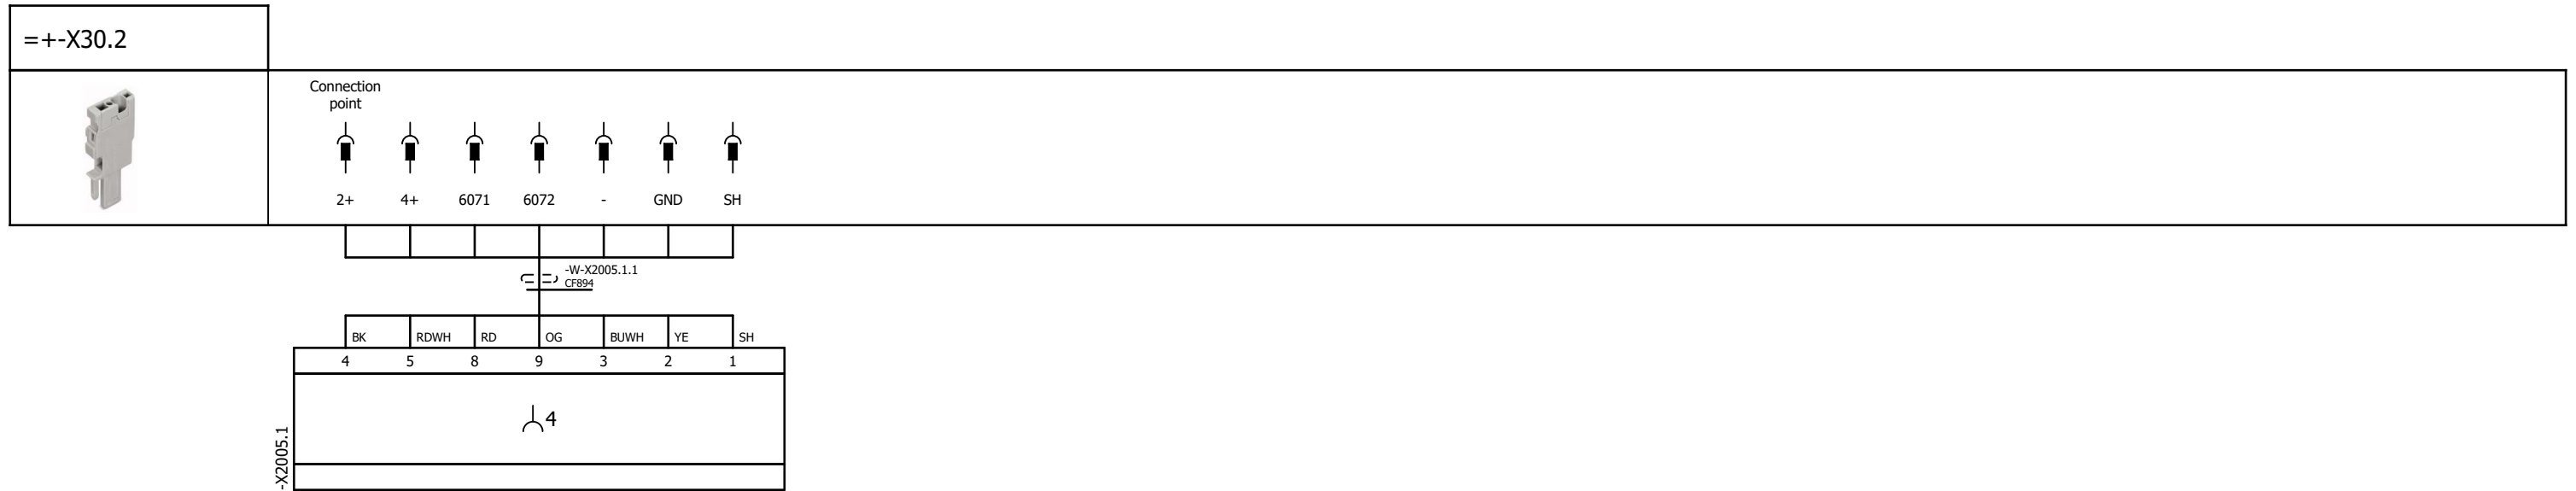 =+-X30.2
Connection
point
2+ 4+ 6071 6072 - GND SH
-W-X2005.1.1
CF894
BK RDWH RD OG BUWH YE SH
4 5 8 9 3 2 1
4
-X2005.1